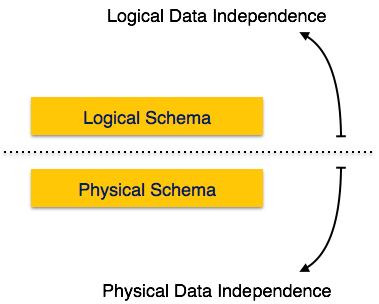 Logical Data Independence
Logical Schema
Physical Schema
Physical Data Independence